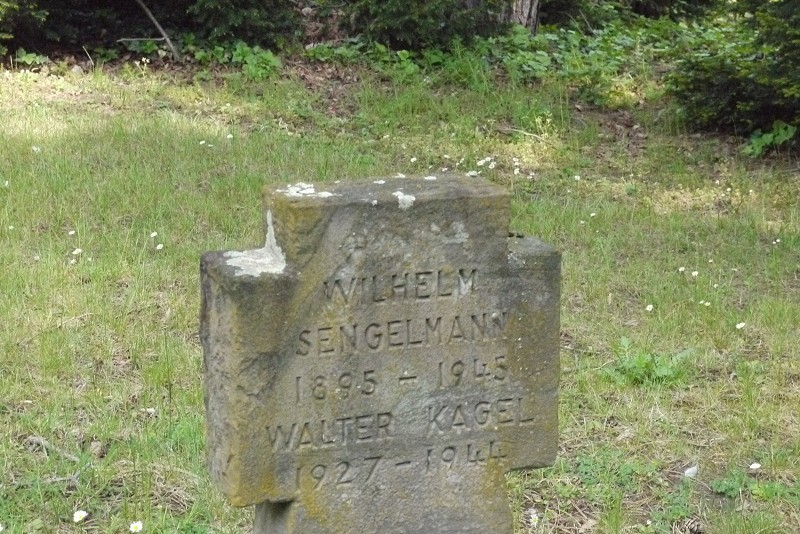 WILHELM
SENGELMANN
1895 – 1945
WALTER KAGEL
1927 – 1944